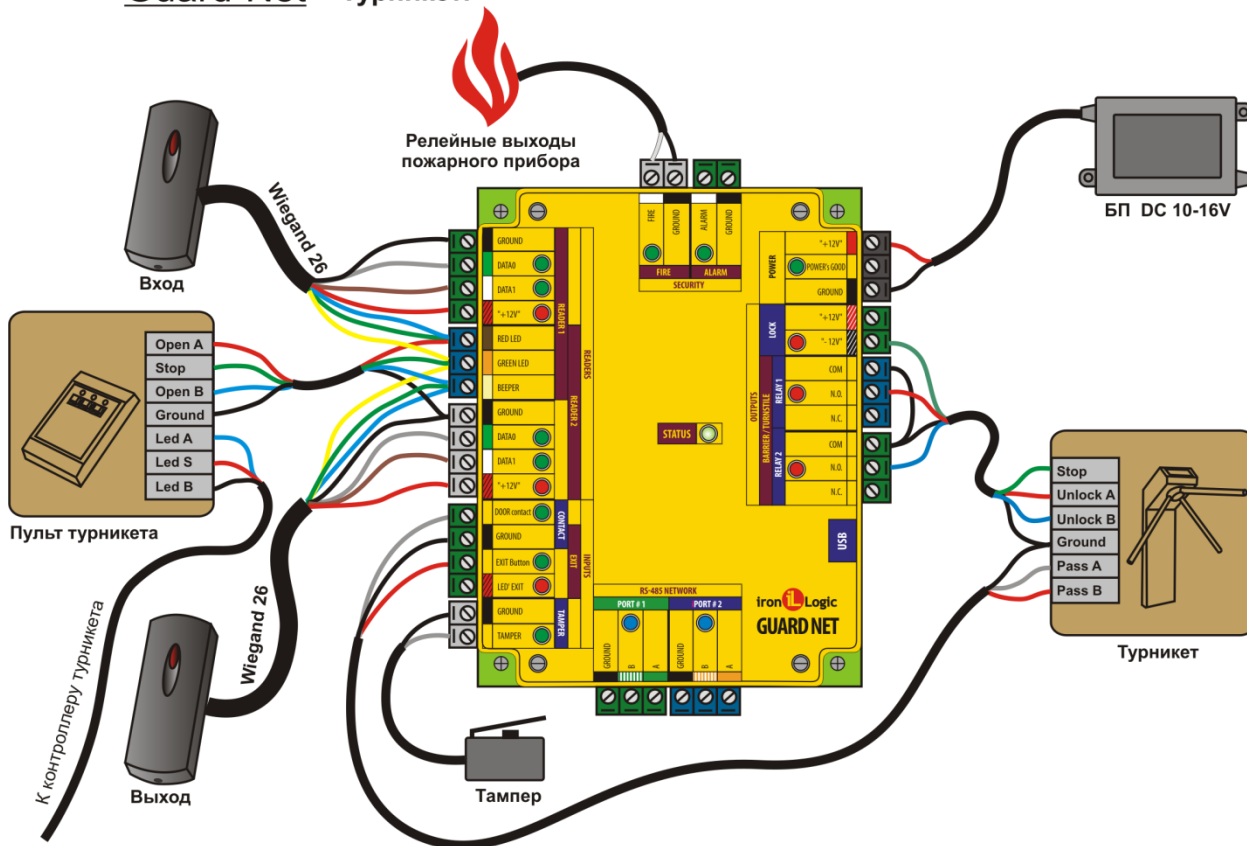 Guard Net
Релейные выходы
пожарного прибора
БП DC 10-16V
Wiegand 26
Вход
Open A
Stop
Open B
Ground
Led A
Led S
Led B
Пульт турникета
Wiegand 26
К контроллеру турникета
Выход
Тампер
FIRE
GROUND
ALARM
GROUND
FIRE
ALARM
SECURITY
GROUND
DATA0
DATA1
"+12V"
RED LED
GREEN LED
BEEPER
GROUND
DATA0
DATA1
"+12V"
READER 1
READER 2
READERS
DOOR contact
GROUND
EXIT Button
LED' EXIT
GROUND
TAMPER
CONTACT
EXIT
TAMPER
INPUTS
POWER
"+12V"
POWER's GOOD
GROUND
LOCK
"+12V"
"-12V"
OUTPUTS
BARRIER / TURNSTILE
RELAY 1
COM
N.O.
N.C.
RELAY 2
COM
N.O.
N.C.
STATUS
USB
RS-485 NETWORK
PORT # 1
PORT # 2
GROUND
B
A
GROUND
B
A
iron iL Logic
GUARD NET
Stop
Unlock A
Unlock B
Ground
Pass A
Pass B
Турникет